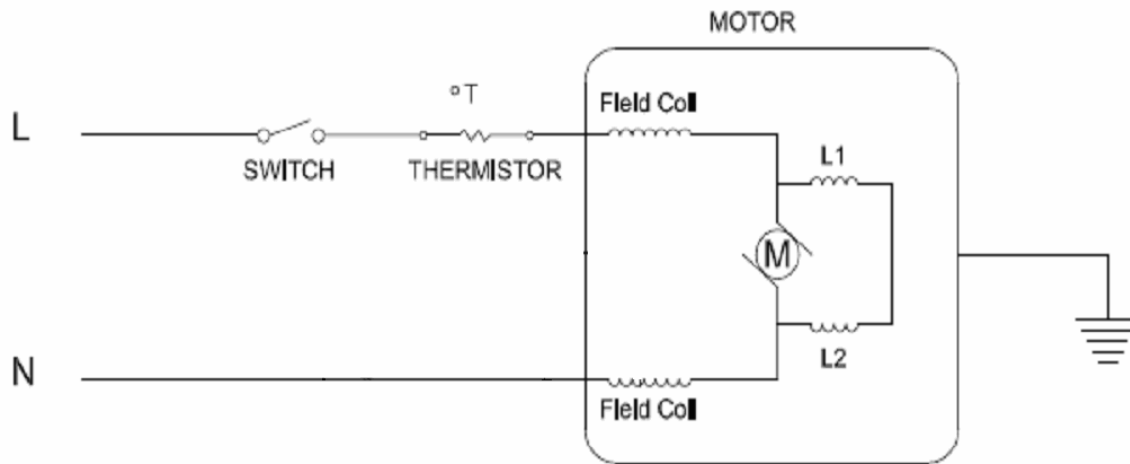 MOTOR
° T
Field Coil
L
L1
SWITCH
THERMISTOR
M
N
L2
Field Coil